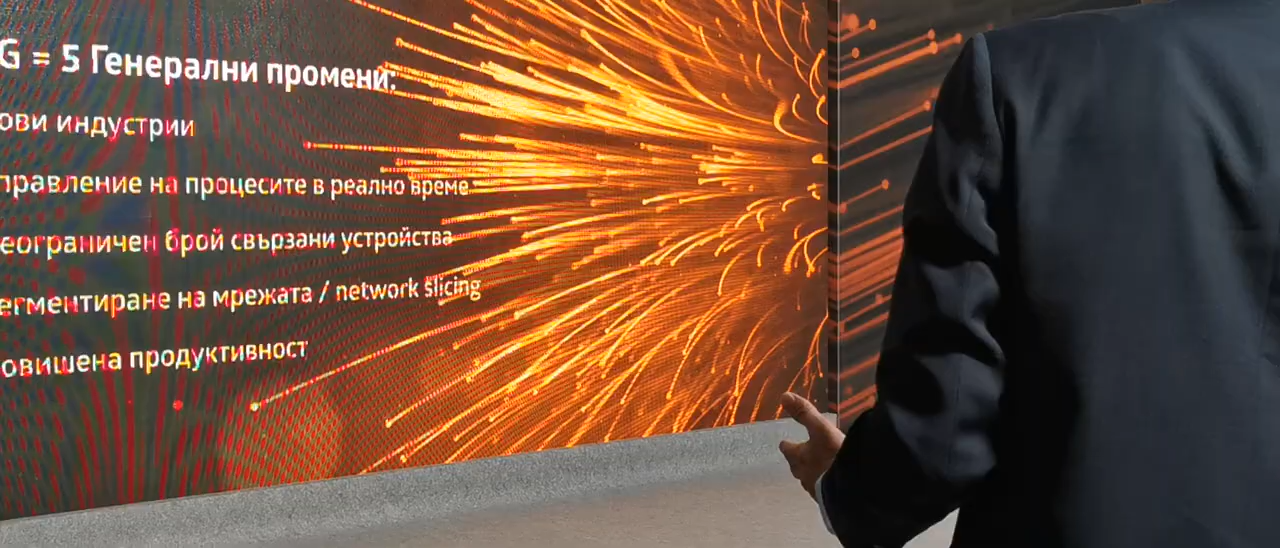 G = 5 Генерални промени:
ови индустрии
правление на процесите в реално време
еограничен брой свързани устройства
егментиране на мрежата / network slicing
овишена продуктивност